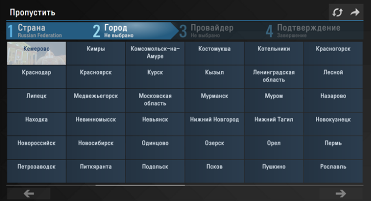 Пропустить
1 Страна
Russian Federation
2 Город
Не выбрано
3 Провайдер
Не выбрано
4 Подтверждение
Кемерово
Кимры
Комсомольск-на-
Амуре
Костомукша
Котельники
Красногорск
Краснодар
Красноярск
Курск
Кызыл
Ленинградская
область
Лесной
Липецк
Медвежьегорск
Московская
область
Мурманск
Муром
Назарово
Находка
Невинномысск
Невьянск
Нижний Новгород
Нижний Тагил
Новокузнецк
Новороссийск
Новосибирск
Одинцово
Озерск
Орел
Пермь
Петрозаводск
Питкяранта
Подольск
Псков
Пушкино
Рославль